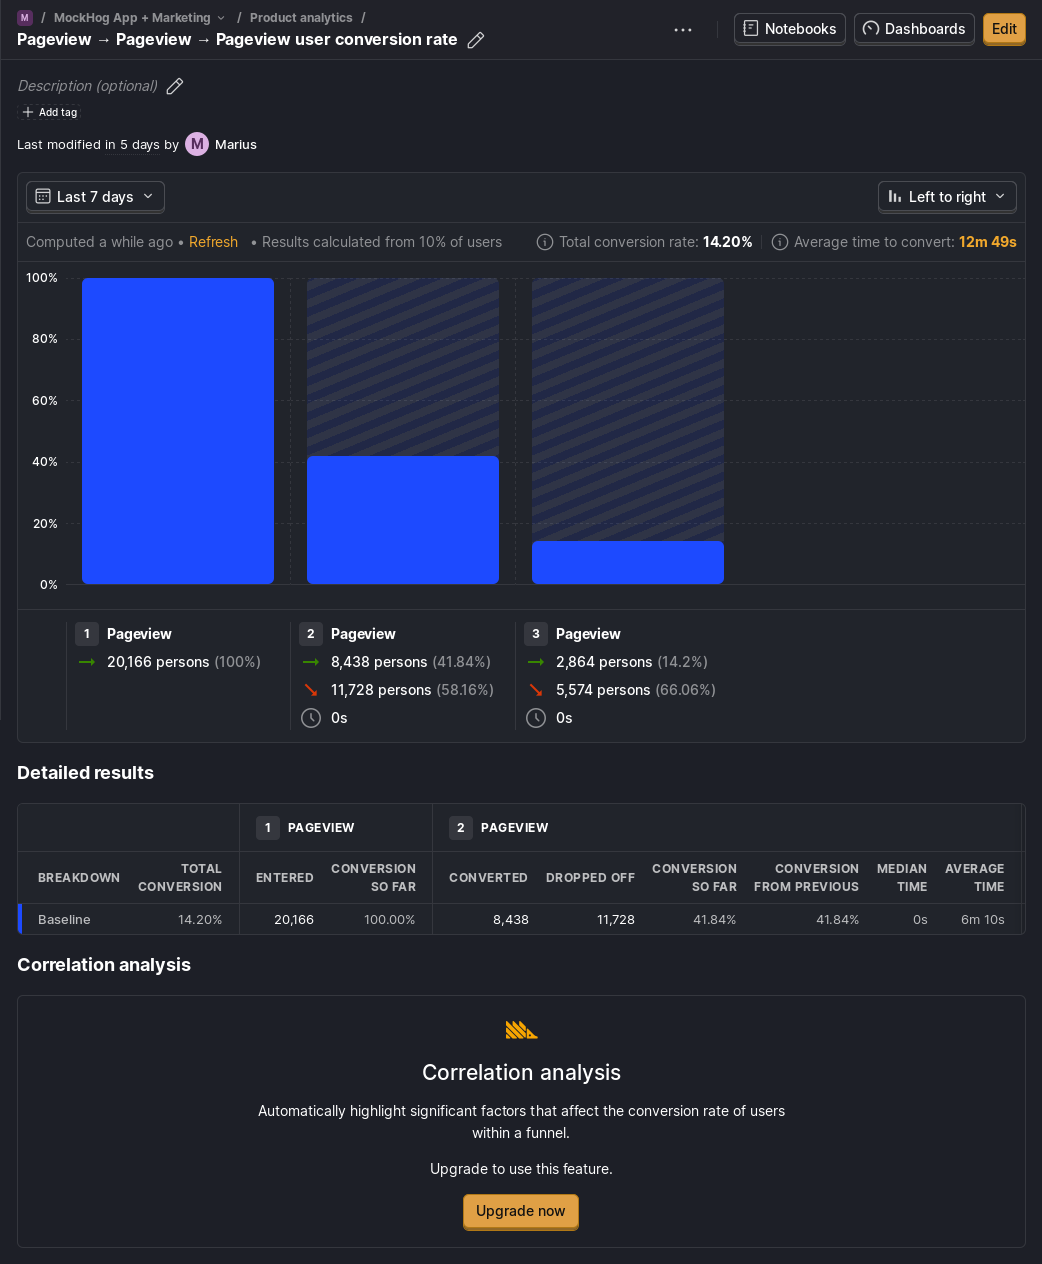 M / MockHog App + Marketing / Product analytics /
Pageview → Pageview → Pageview user conversion rate
Notebooks Dashboards Edit
Description (optional)
Add tag
Last modified in 5 days by M Marius
Last 7 days Left to right
Computed a while ago • Refresh • Results calculated from 10% of users Total conversion rate: 14.20% Average time to convert: 12m 49s
100%
80%
60%
40%
20%
0%
1 Pageview 2 Pageview 3 Pageview
20,166 persons (100%) 8,438 persons (41.84%) 2,864 persons (14.2%)
11,728 persons (58.16%) 5,574 persons (66.06%)
0s 0s
Detailed results
1 PAGEVIEW 2 PAGEVIEW
BREAKDOWN TOTAL CONVERSION ENTERED CONVERSION SO FAR CONVERTED DROPPED OFF CONVERSION SO FAR CONVERSION FROM PREVIOUS MEDIAN TIME AVERAGE TIME
Baseline 14.20% 20,166 100.00% 8,438 11,728 41.84% 41.84% 0s 6m 10s
Correlation analysis
Correlation analysis
Automatically highlight significant factors that affect the conversion rate of users
within a funnel.
Upgrade to use this feature.
Upgrade now